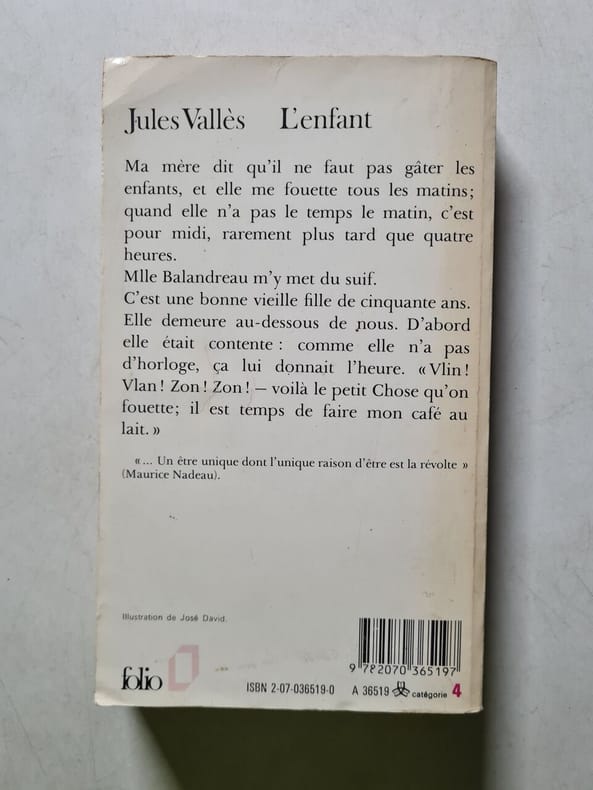 Jules Vallès L'enfant
Ma mère dit qu'il ne faut pas gâter les
enfants, et elle me fouette tous les matins;
quand elle n'a pas le temps le matin, c'est
pour midi, rarement plus tard que quatre
heures.
Mlle Balandreau m'y met du suif.
C'est une bonne vieille fille de cinquante ans.
Elle demeure au-dessous de nous. D'abord
elle était contente : comme elle n'a pas
d'horloge, ça lui donnait l'heure. « Vlin !
Vlan ! Zon ! Zon ! — voilà le petit Chose qu'on
fouette; il est temps de faire mon café au
lait. »
« ... Un être unique dont l'unique raison d'être est la révolte »
(Maurice Nadeau).
Illustration de José David.
9 782070 365197
folio ISBN 2-07-036519-0 A 36519 catégorie 4